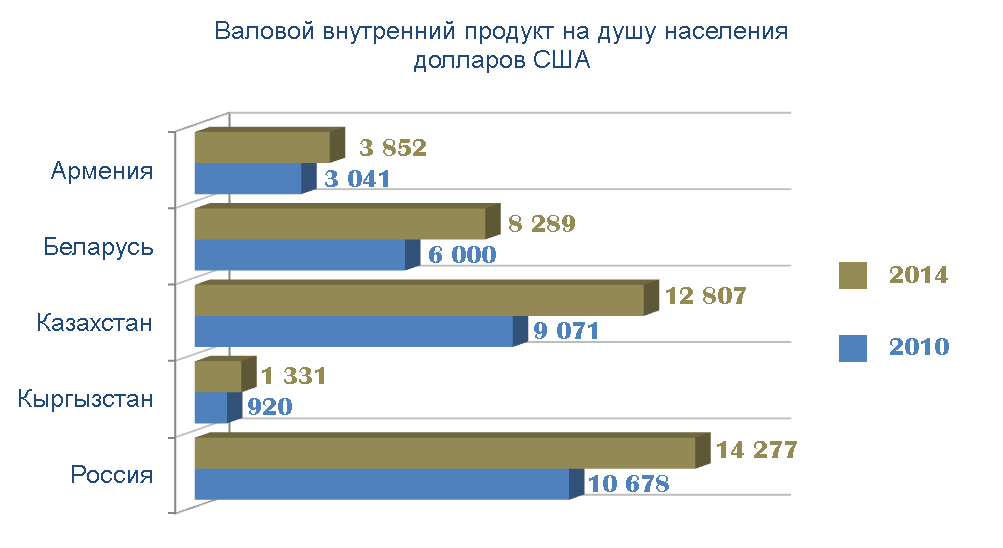 Валовой внутренний продукт на душу населения
долларов США
Армения
3 852
3 041
Беларусь
8 289
6 000
Казахстан
12 807
9 071
Кыргызстан
1 331
920
Россия
14 277
10 678
2014
2010